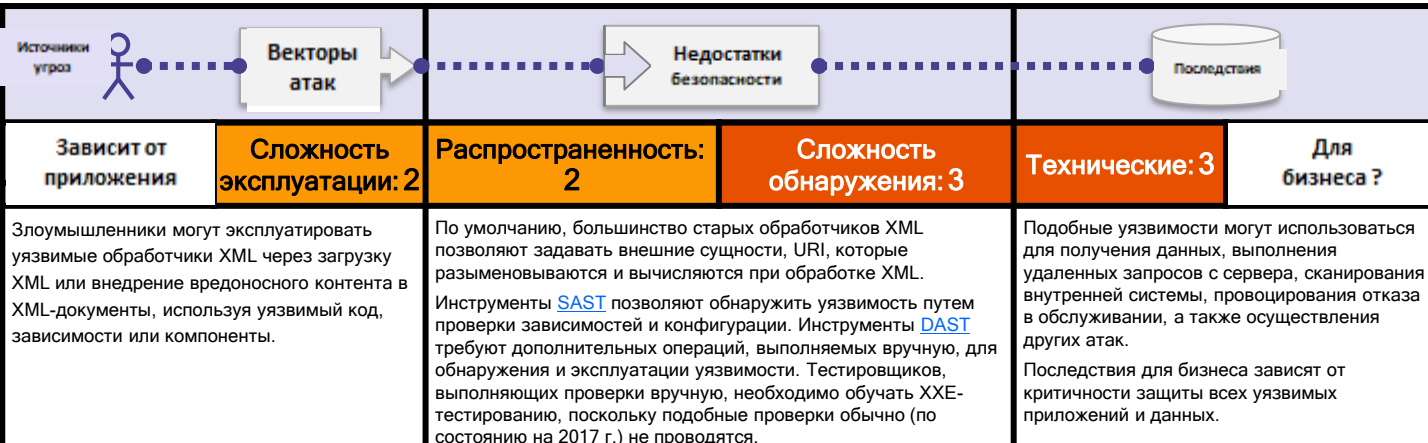 Источники
угроз
Векторы
атак
Недостатки
безопасности
Последствия
Зависит от
приложения
Сложность
эксплуатации: 2
Распространенность:
2
Сложность
обнаружения: 3
Технические: 3
Для
бизнеса ?
Злоумышленники могут эксплуатировать
уязвимые обработчики XML через загрузку
XML или внедрение вредоносного контента в
XML-документы, используя уязвимый код,
зависимости или компоненты.
По умолчанию, большинство старых обработчиков XML
позволяют задавать внешние сущности, URI, которые
разыменовываются и вычисляются при обработке XML.
Инструменты SAST позволяют обнаружить уязвимость путем
проверки зависимостей и конфигурации. Инструменты DAST
требуют дополнительных операций, выполняемых вручную, для
обнаружения и эксплуатации уязвимости. Тестировщиков,
выполняющих проверки вручную, необходимо обучать XXE-
тестированию, поскольку подобные проверки обычно (по
состоянию на 2017 г.) не проводятся.
Подобные уязвимости могут использоваться
для получения данных, выполнения
удаленных запросов с сервера, сканирования
внутренней системы, провоцирования отказа
в обслуживании, а также осуществления
других атак.
Последствия для бизнеса зависят от
критичности защиты всех уязвимых
приложений и данных.